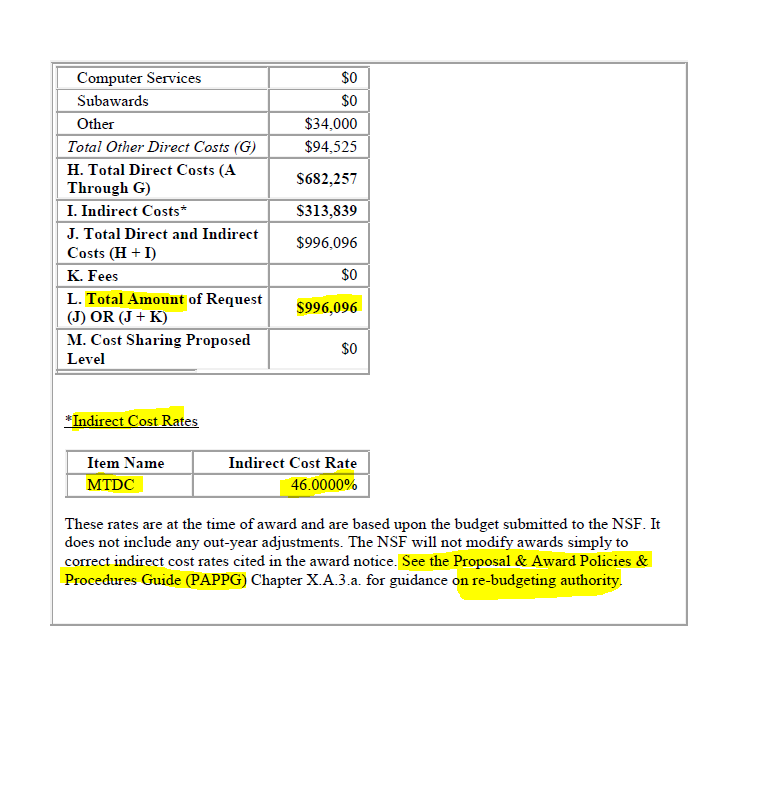 Computer Services $0
Subawards $0
Other $34,000
Total Other Direct Costs (G) $94,525
H. Total Direct Costs (A
Through G) $682,257
I. Indirect Costs* $313,839
J. Total Direct and Indirect
Costs (H + I) $996,096
K. Fees $0
L. Total Amount of Request
(J) OR (J + K) $996,096
M. Cost Sharing Proposed
Level $0
*Indirect Cost Rates
Item Name Indirect Cost Rate
MTDC 46.0000%
These rates are at the time of award and are based upon the budget submitted to the NSF. It
does not include any out-year adjustments. The NSF will not modify awards simply to
correct indirect cost rates cited in the award notice. See the Proposal & Award Policies &
Procedures Guide (PAPPG) Chapter X.A.3.a. for guidance on re-budgeting authority.